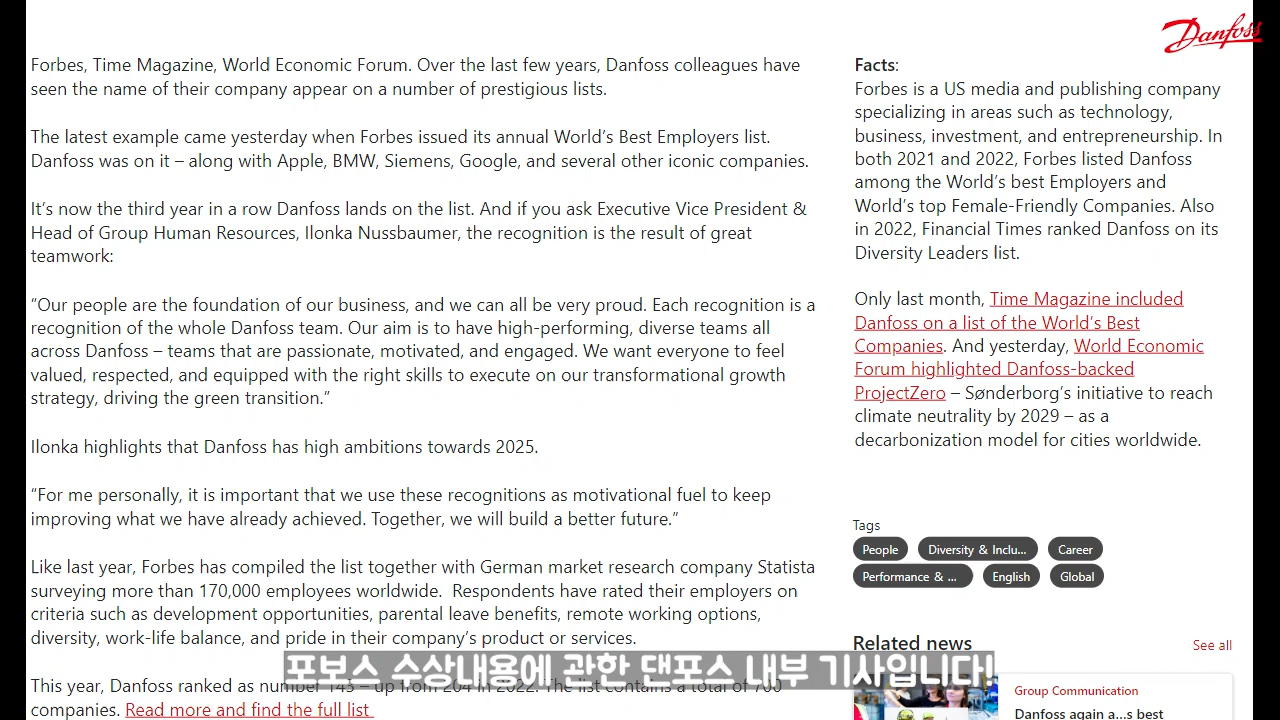 Danfoss
Forbes, Time Magazine, World Economic Forum. Over the last few years, Danfoss colleagues have
seen the name of their company appear on a number of prestigious lists.
The latest example came yesterday when Forbes issued its annual World’s Best Employers list.
Danfoss was on it – along with Apple, BMW, Siemens, Google, and several other iconic companies.
It’s now the third year in a row Danfoss lands on the list. And if you ask Executive Vice President &
Head of Group Human Resources, Ilonka Nussbaumer, the recognition is the result of great
teamwork:
“Our people are the foundation of our business, and we can all be very proud. Each recognition is a
recognition of the whole Danfoss team. Our aim is to have high-performing, diverse teams all
across Danfoss – teams that are passionate, motivated, and engaged. We want everyone to feel
valued, respected, and equipped with the right skills to execute on our transformational growth
strategy, driving the green transition.”
Ilonka highlights that Danfoss has high ambitions towards 2025.
“For me personally, it is important that we use these recognitions as motivational fuel to keep
improving what we have already achieved. Together, we will build a better future.”
Like last year, Forbes has compiled the list together with German market research company Statista
surveying more than 170,000 employees worldwide. Respondents have rated their employers on
criteria such as development opportunities, parental leave benefits, remote working options,
diversity, work-life balance, and pride in their company’s product or services.
This year, Danfoss ranked as number 143 – up from 204 in 2022. The list contains a total of 700
companies. Read more and find the full list
Facts:
Forbes is a US media and publishing company
specializing in areas such as technology,
business, investment, and entrepreneurship. In
both 2021 and 2022, Forbes listed Danfoss
among the World’s best Employers and
World’s top Female-Friendly Companies. Also
in 2022, Financial Times ranked Danfoss on its
Diversity Leaders list.
Only last month, Time Magazine included
Danfoss on a list of the World’s Best
Companies. And yesterday, World Economic
Forum highlighted Danfoss-backed
ProjectZero – Sønderborg’s initiative to reach
climate neutrality by 2029 – as a
decarbonization model for cities worldwide.
Tags
People Diversity & Inclu... Career
Performance & ... English Global
Related news See all
Group Communication
Danfoss again a...s best
포보스 수상내용에 관한 댄포스 내부 기사입니다!